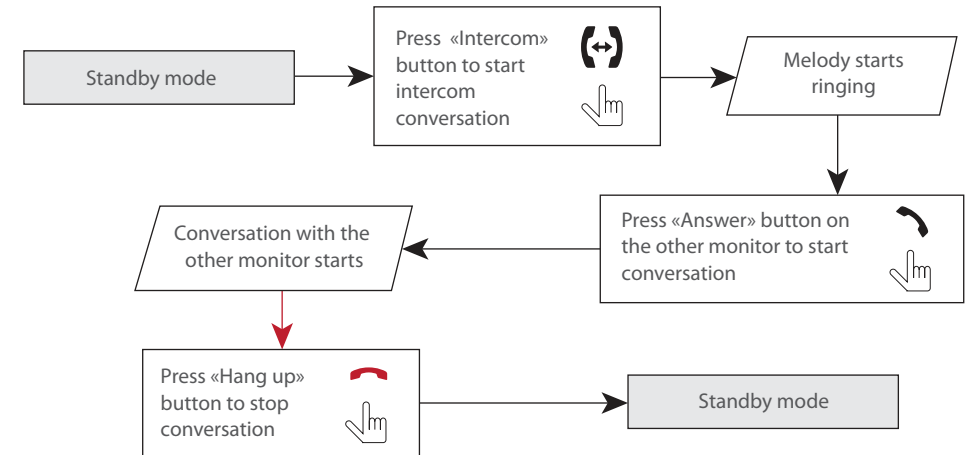 Standby mode
Press «Intercom»
button to start
intercom
conversation
Melody starts
ringing
Press «Answer» button on
the other monitor to start
conversation
Conversation with the
other monitor starts
Press «Hang up»
button to stop
conversation
Standby mode